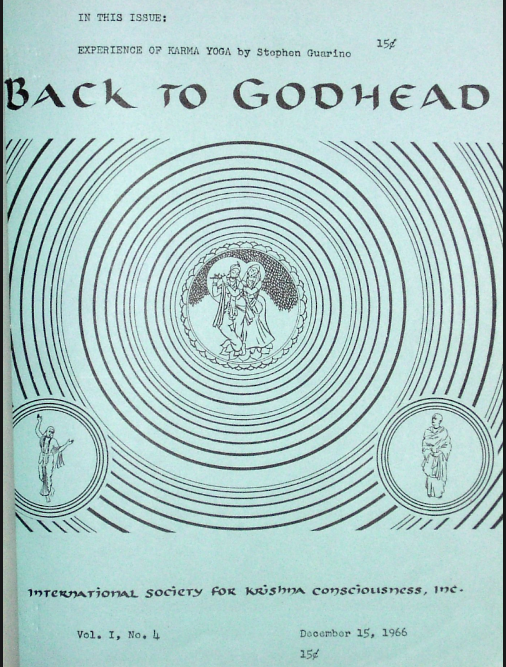 IN THIS ISSUE:
15¢
EXPERIENCE OF KARMA YOGA by Stephen Guarino
BACK TO GODHEAD
INTERNATIONAL SOCIETY FOR KRISHNA CONSCIOUSNESS, INC.
Vol. I, No. 4
December 15, 1966
15¢